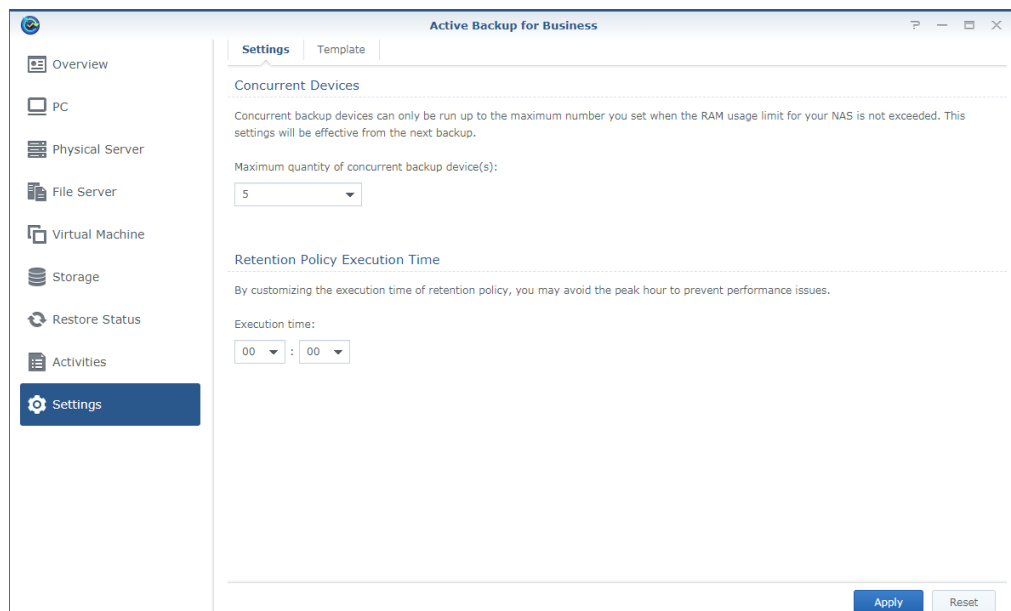 Active Backup for Business
Overview
PC
Physical Server
File Server
Virtual Machine
Storage
Restore Status
Activities
Settings
Settings
Template
Concurrent Devices
Concurrent backup devices can only be run up to the maximum number you set when the RAM usage limit for your NAS is not exceeded. This
settings will be effective from the next backup.
Maximum quantity of concurrent backup device(s):
5
Retention Policy Execution Time
By customizing the execution time of retention policy, you may avoid the peak hour to prevent performance issues.
Execution time:
00 : 00
Apply
Reset